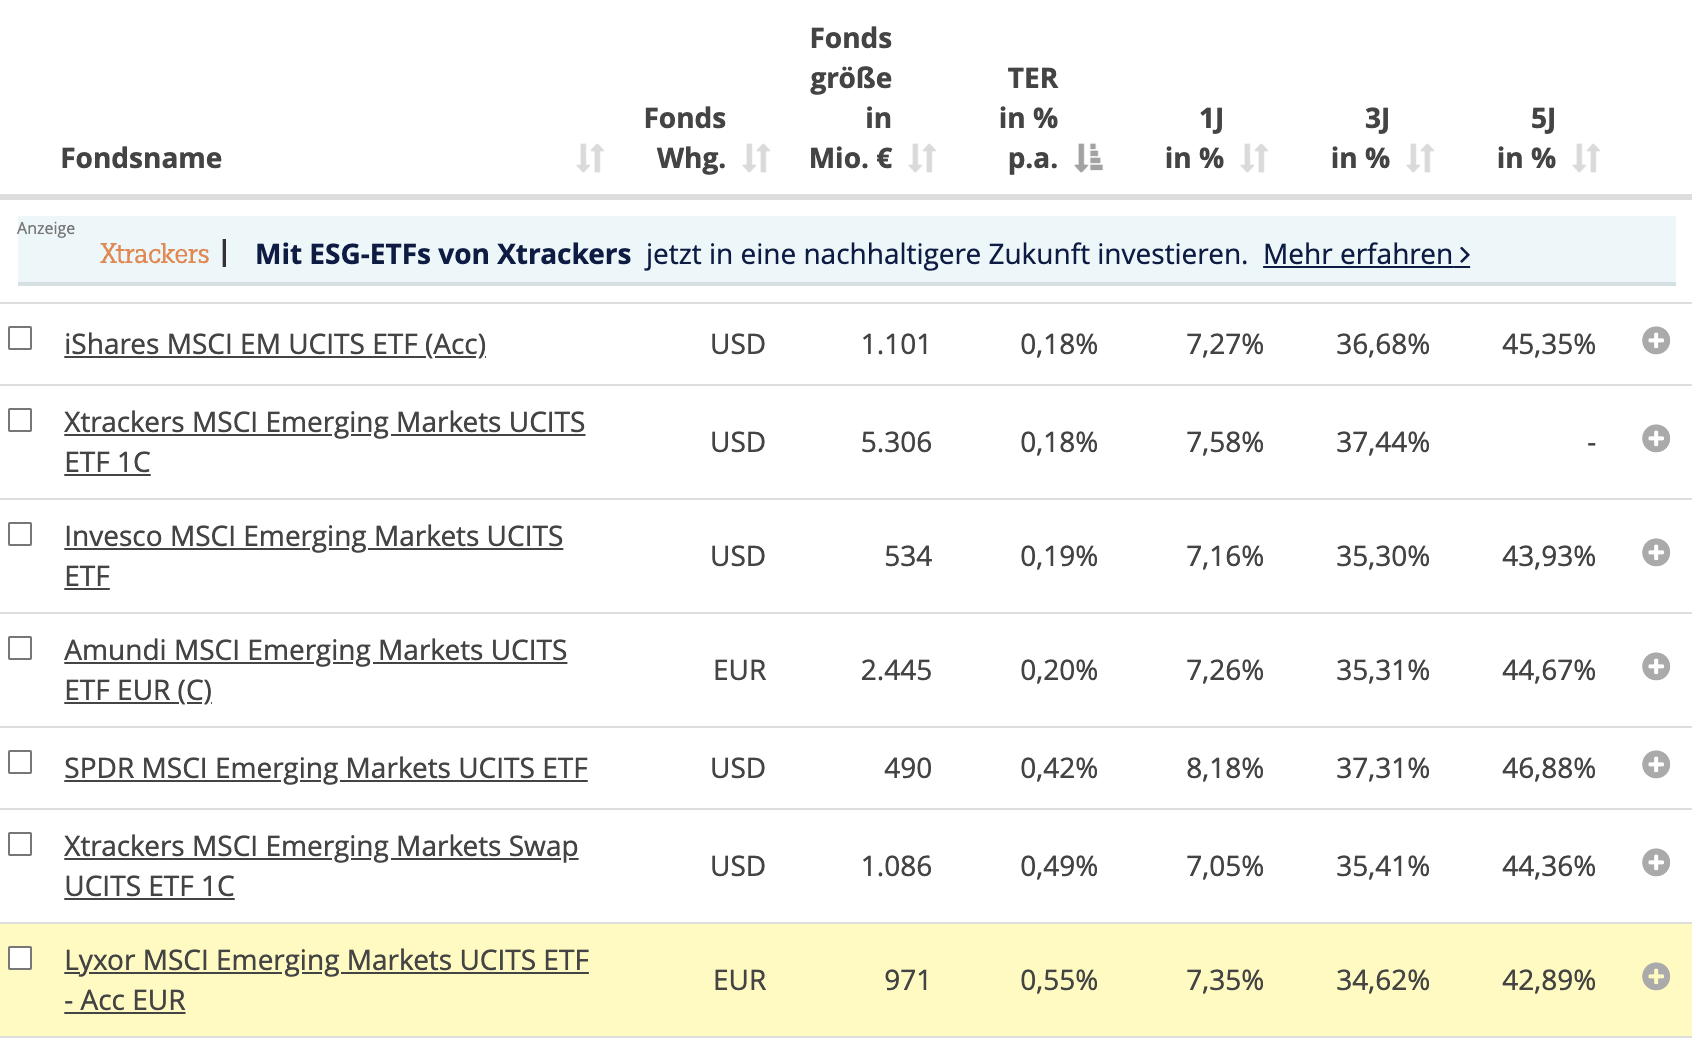 Fondsname
Fonds
Whg.
Fonds
größe
in
Mio. €
TER
in %
p.a.
1J
in %
3J
in %
5J
in %
Anzeige
Xtrackers | Mit ESG-ETFs von Xtrackers jetzt in eine nachhaltigere Zukunft investieren. Mehr erfahren >
iShares MSCI EM UCITS ETF (Acc) USD 1.101 0,18% 7,27% 36,68% 45,35%
Xtrackers MSCI Emerging Markets UCITS
ETF 1C
USD 5.306 0,18% 7,58% 37,44% -
Invesco MSCI Emerging Markets UCITS
ETF
USD 534 0,19% 7,16% 35,30% 43,93%
Amundi MSCI Emerging Markets UCITS
ETF EUR (C)
EUR 2.445 0,20% 7,26% 35,31% 44,67%
SPDR MSCI Emerging Markets UCITS ETF USD 490 0,42% 8,18% 37,31% 46,88%
Xtrackers MSCI Emerging Markets Swap
UCITS ETF 1C
USD 1.086 0,49% 7,05% 35,41% 44,36%
Lyxor MSCI Emerging Markets UCITS ETF
- Acc EUR
EUR 971 0,55% 7,35% 34,62% 42,89%